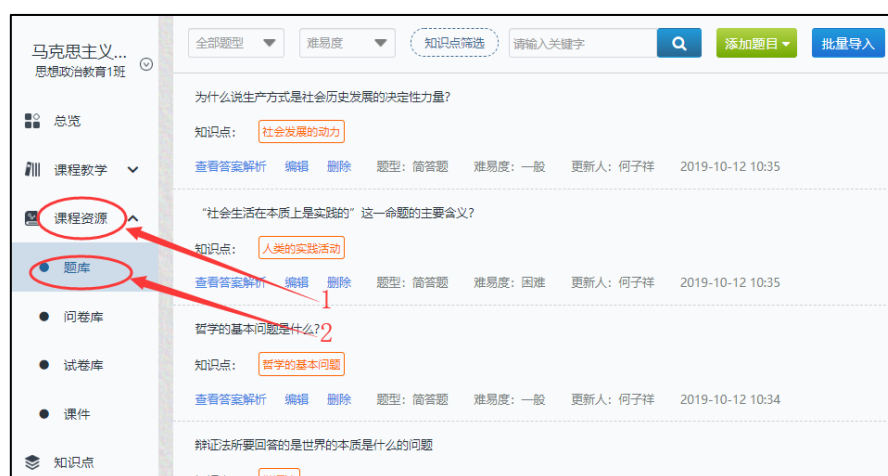 马克思主义...
思想政治教育1班
总览
课程教学
课程资源
题库
问卷库
试卷库
课件
知识点
全部题型 难易度 知识点筛选 请输入关键字 添加题目 批量导入
为什么说生产方式是社会历史发展的决定性力量?
知识点: 社会发展的动力
查看答案解析 编辑 删除 题型: 简答题 难易度: 一般 更新人: 何子祥 2019-10-12 10:35
“社会生活在本质上是实践的”这一命题的主要含义?
知识点: 人类的实践活动
查看答案解析 编辑 删除 题型: 简答题 难易度: 困难 更新人: 何子祥 2019-10-12 10:35
1
哲学的基本问题是什么?
2
知识点: 哲学的基本问题
查看答案解析 编辑 删除 题型: 简答题 难易度: 一般 更新人: 何子祥 2019-10-12 10:34
辩证法所要回答的是世界的本质是什么的问题